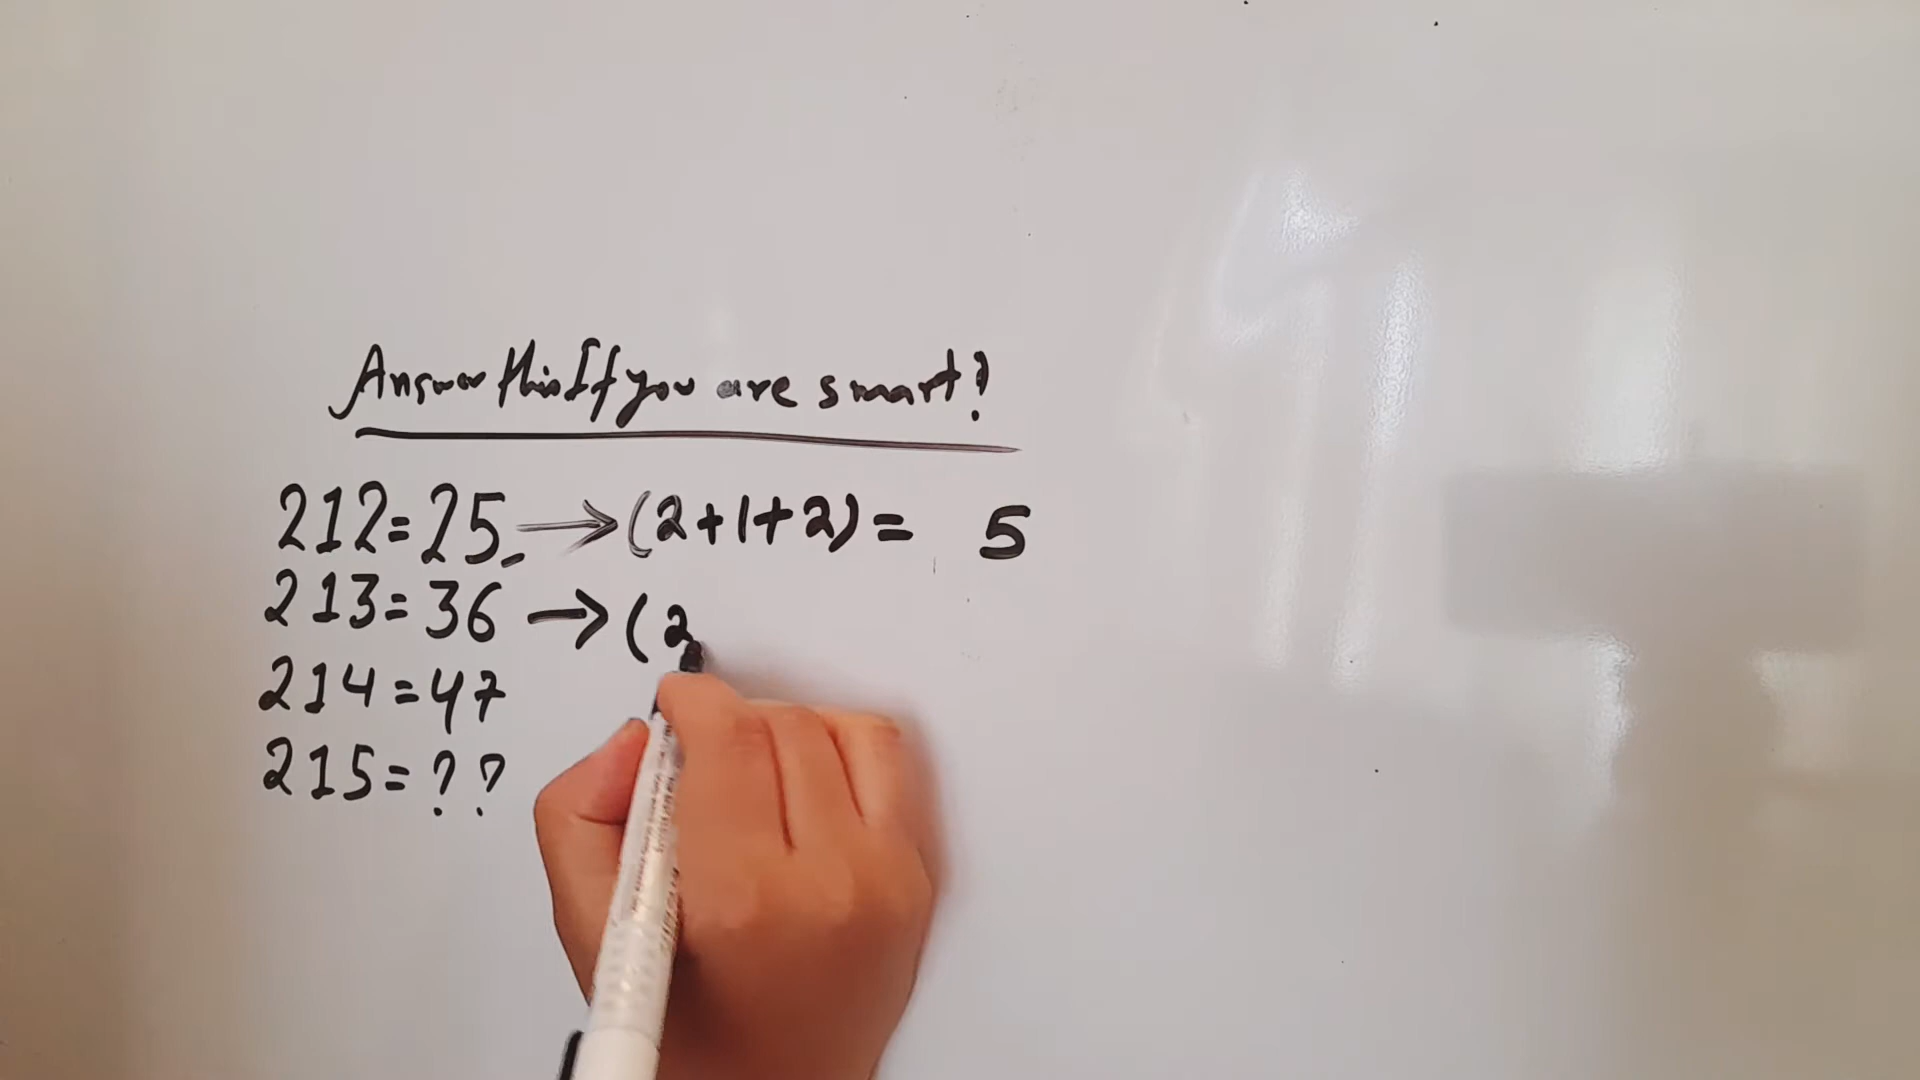 Answer this If you are smart?
212=25 → (2+1+2)= 5
213=36 → (2
214=47
215=??